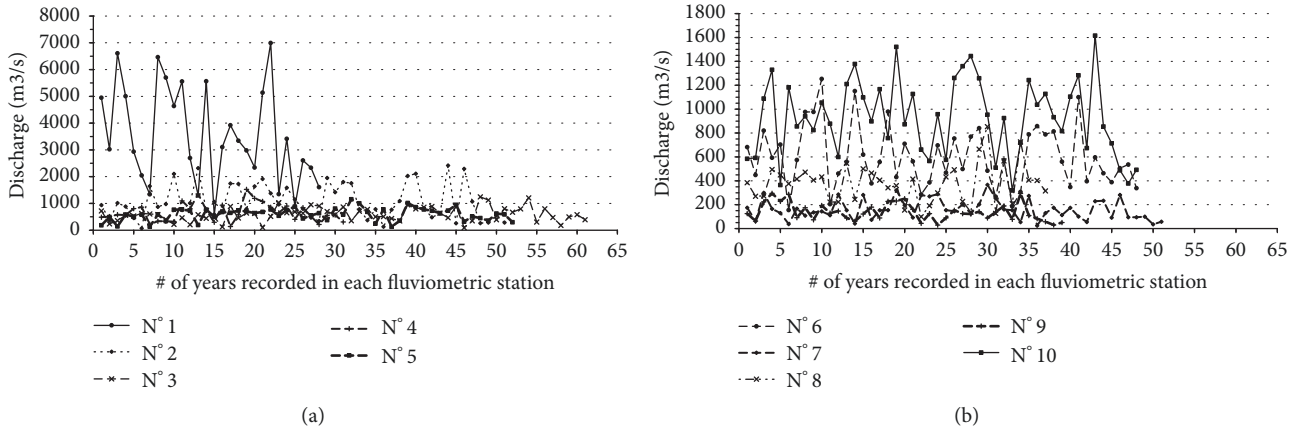 8000
7000
6000
5000
4000
3000
2000
1000
0
Discharge (m3/s)
0 5 10 15 20 25 30 35 40 45 50 55 60 65
# of years recorded in each fluviometric station
N° 1
N° 2
N° 3
N° 4
N° 5
(a)
1800
1600
1400
1200
1000
800
600
400
200
0
Discharge (m3/s)
0 5 10 15 20 25 30 35 40 45 50 55 60 65
# of years recorded in each fluviometric station
N° 6
N° 7
N° 8
N° 9
N° 10
(b)